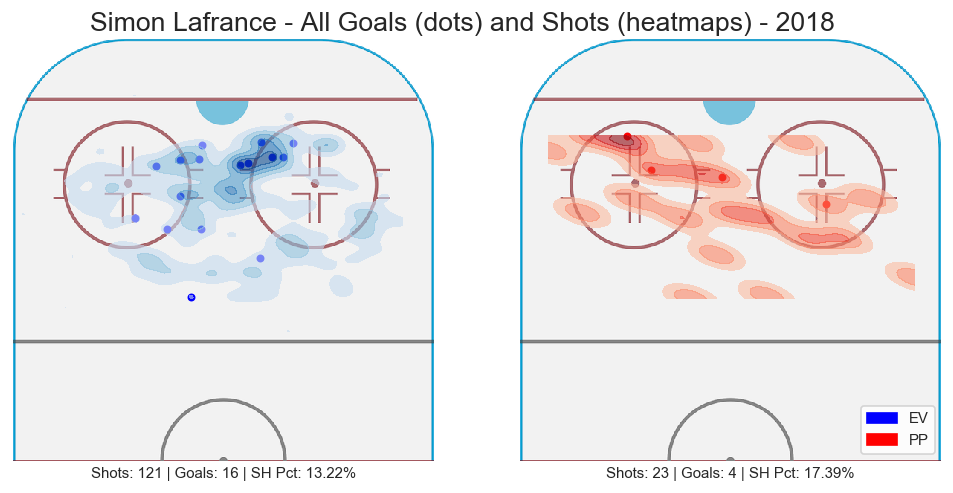 Simon Lafrance - All Goals (dots) and Shots (heatmaps) - 2018
EV
PP
Shots: 121 | Goals: 16 | SH Pct: 13.22%
Shots: 23 | Goals: 4 | SH Pct: 17.39%